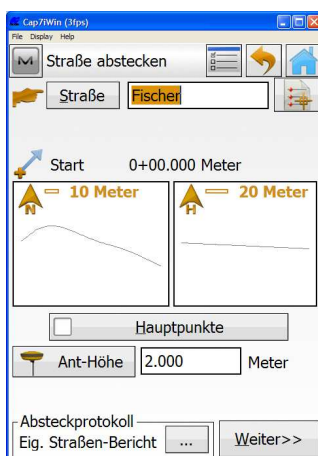 Cap7iWin (3fps)
File Display Help
M Straße abstecken
Straße Fischer
Start 0+00.000 Meter
10 Meter 20 Meter
N H
Hauptpunkte
Ant-Höhe 2.000 Meter
Absteckprotokoll
Eig. Straßen-Bericht ... Weiter>>